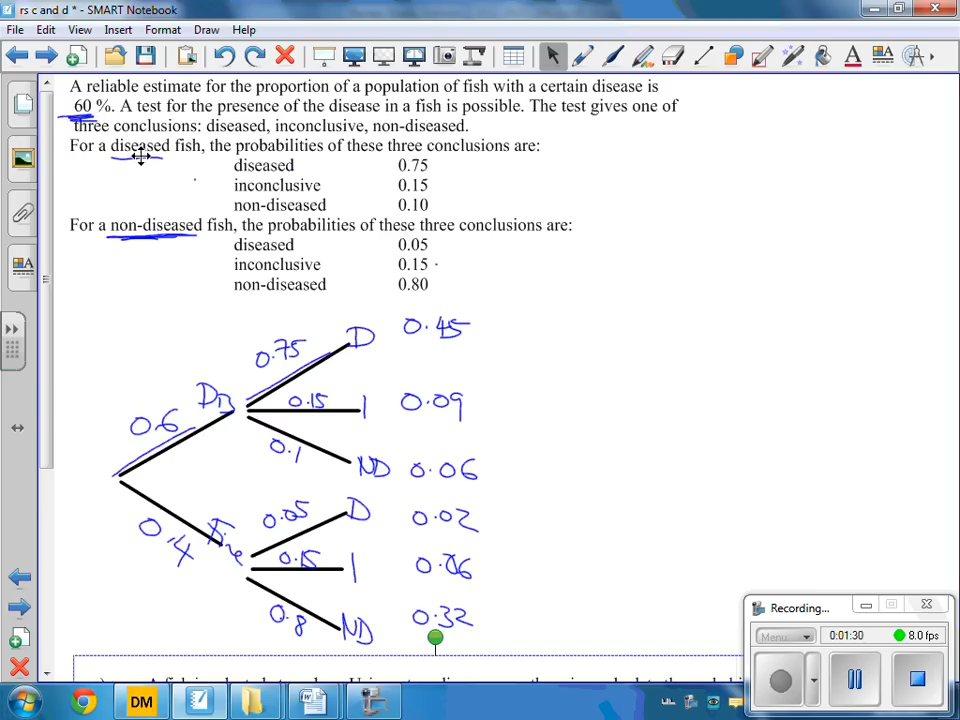 rs c and d * - SMART Notebook
File Edit View Insert Format Draw Help
A reliable estimate for the proportion of a population of fish with a certain disease is
60 %. A test for the presence of the disease in a fish is possible. The test gives one of
three conclusions: diseased, inconclusive, non-diseased.
For a diseased fish, the probabilities of these three conclusions are:
diseased 0.75
inconclusive 0.15
non-diseased 0.10
For a non-diseased fish, the probabilities of these three conclusions are:
diseased 0.05
inconclusive 0.15
non-diseased 0.80
0.75 D 0.45
0.6 0.15 I 0.09
0.1 ND 0.06
0.05 D 0.02
0.4 Fine 0.15 I 0.06
0.8 ND 0.32
Recording...
Menu 0:01:30 8.0 fps
DM